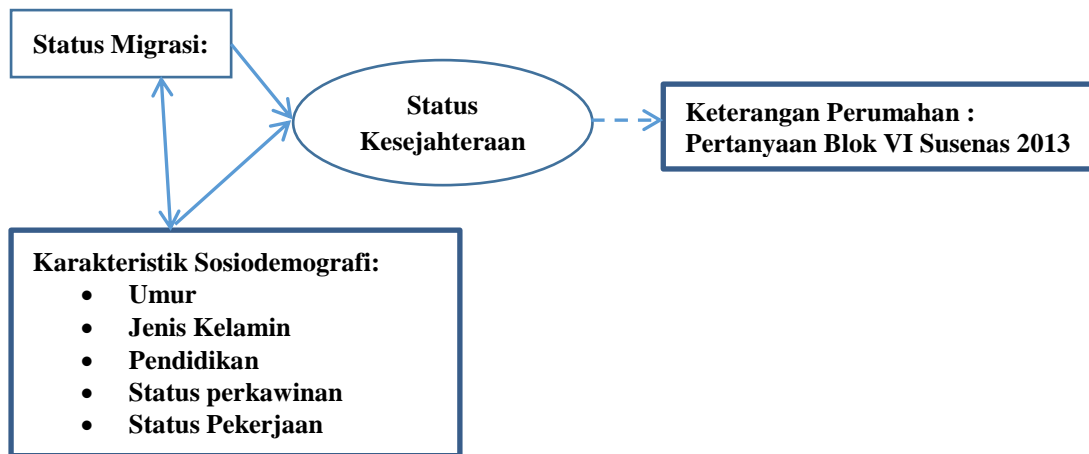 Status Migrasi:
Status
Kesejahteraan
Keterangan Perumahan :
Pertanyaan Blok VI Susenas 2013
Karakteristik Sosiodemografi:
• Umur
• Jenis Kelamin
• Pendidikan
• Status perkawinan
• Status Pekerjaan